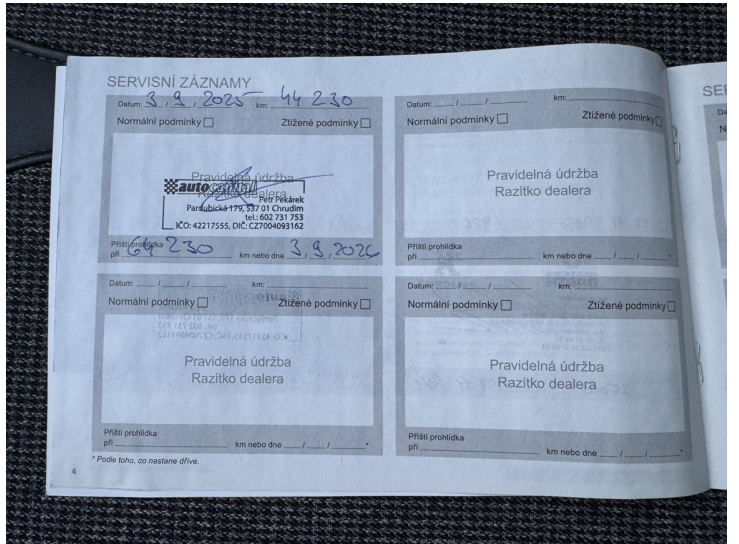 SERVISNÍ ZÁZNAMY
Datum: 3, 9, 2025 km: 44 230
Normální podmínky Ztížené podmínky
Pravidelná údržba
Razítko dealera
autocentral
Petr Pekárek
Pardubická 179, 537 01 Chrudim
tel.: 602 731 753
IČO: 42217555, DIČ: CZ7004093162
Příští prohlídka
při 64 230 km nebo dne 3, 9, 2026
Datum: / / km:
Normální podmínky Ztížené podmínky
Pravidelná údržba
Razítko dealera
Příští prohlídka
při km nebo dne / / *
Datum: / / km:
Normální podmínky Ztížené podmínky
Pravidelná údržba
Razítko dealera
Příští prohlídka
při km nebo dne / / *
Datum: / / km:
Normální podmínky Ztížené podmínky
Pravidelná údržba
Razítko dealera
Příští prohlídka
při km nebo dne / / *
* Podle toho, co nastane dříve.
4
SE